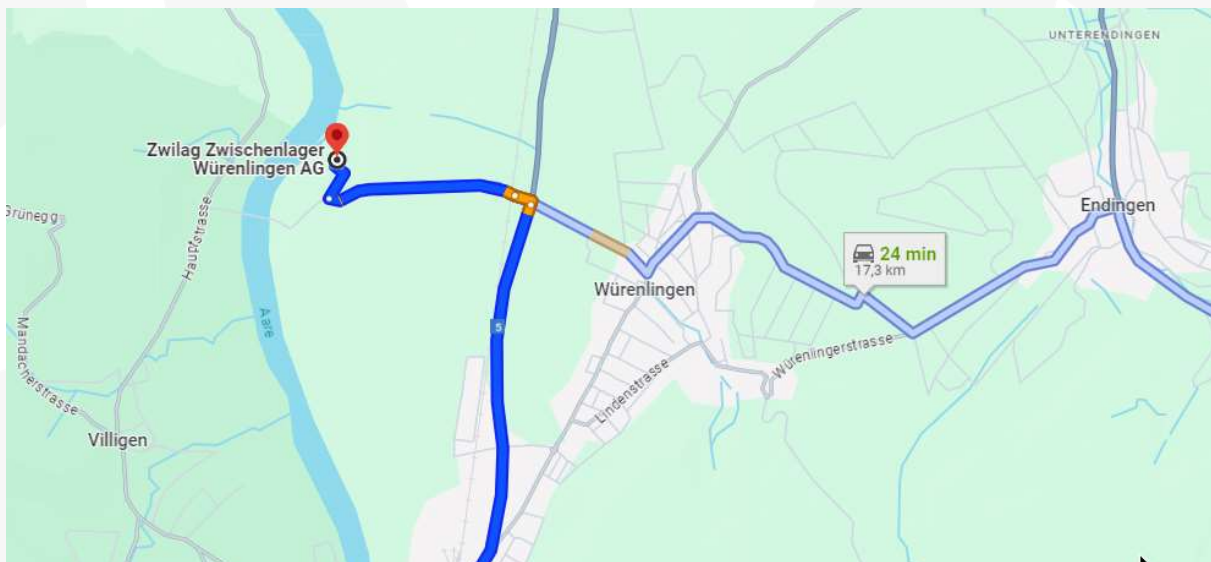 UNTERENDINGEN
Zwilag Zwischenlager
Würenlingen AG
Grünegg
Hauptstrasse
Endingen
24 min
17,3 km
Würenlingen
Aare
5
Würenlingerstrasse
Mandacherstrasse
Lindenstrasse
Villigen